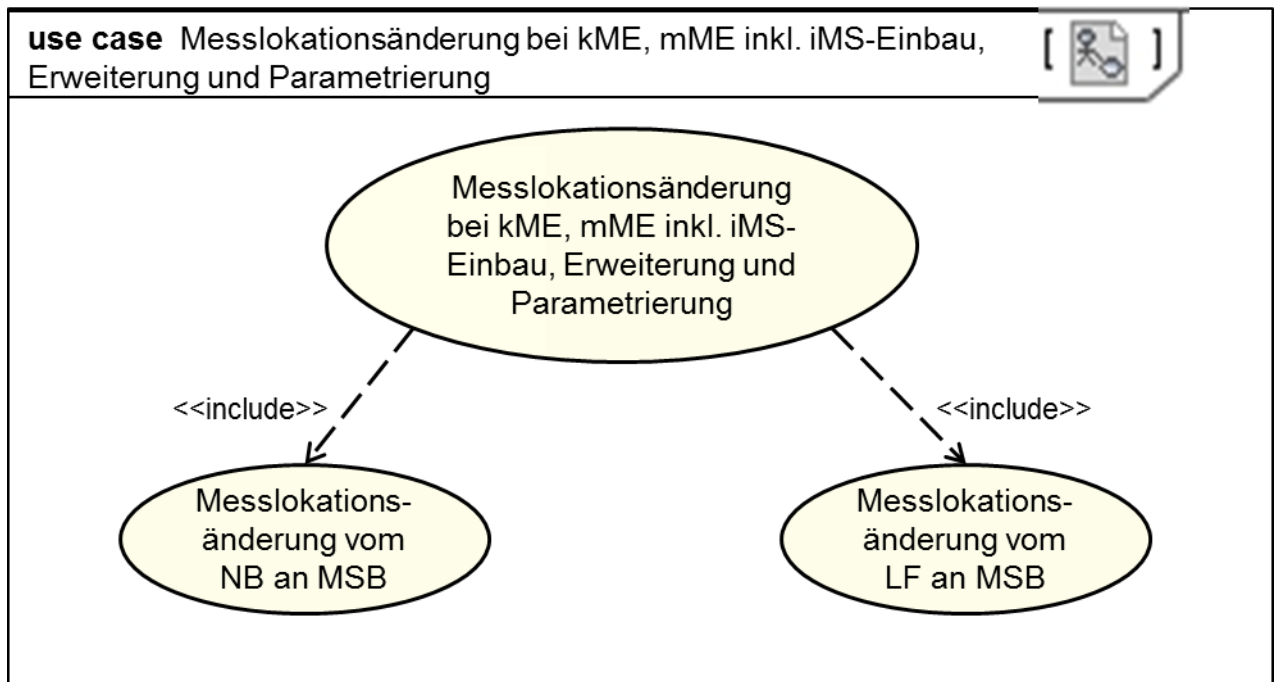 use case Messlokationsänderung bei kME, mME inkl. iMS-Einbau,
Erweiterung und Parametrierung
[ ]
Messlokationsänderung
bei kME, mME inkl. iMS-
Einbau, Erweiterung und
Parametrierung
<<include>>
<<include>>
Messlokations-
änderung vom
NB an MSB
Messlokations-
änderung vom
LF an MSB